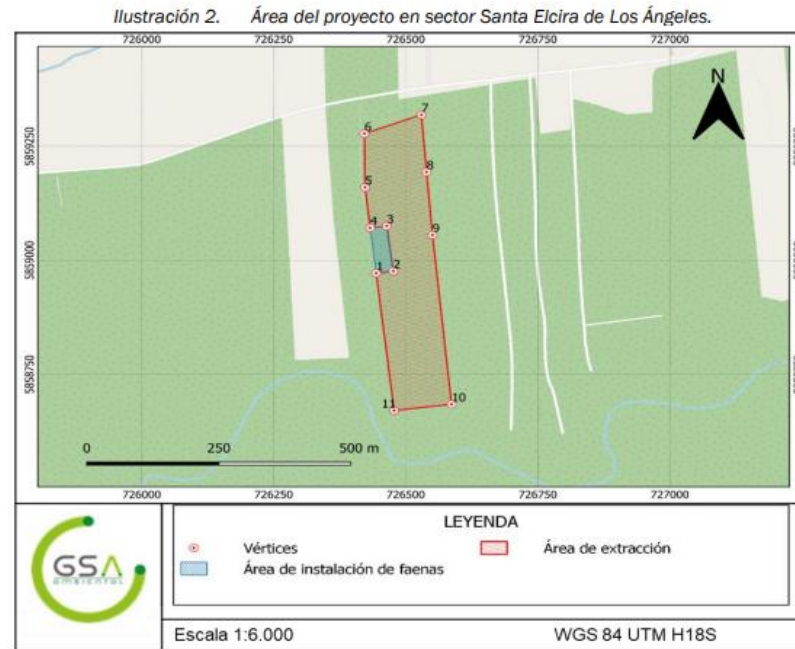 Ilustración 2. Área del proyecto en sector Santa Elcira de Los Ángeles.
726000 726250 726500 726750 727000
N
5859250
5859000
5858750
7
6
8
5
4 3
9
1 2
10
11
0 250 500 m
726000 726250 726500 726750 727000
LEYENDA
Vértices
Área de extracción
Área de instalación de faenas
GSA
AMBIENTAL
Escala 1:6.000
WGS 84 UTM H18S